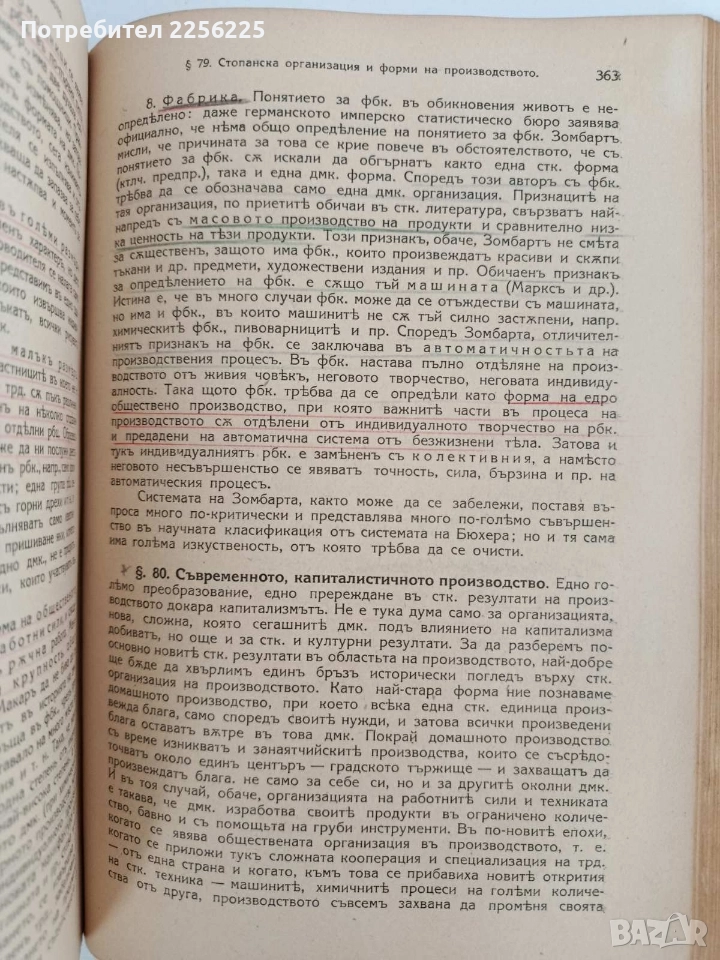 Потребител 2256225
§ 79. Стопанска организация и форми на производството.
363
8. Фабрика. Понятието за фбк. въ обикновения животъ е не-
опредѣлено: даже германското имперско статистическо бюро заявява
официално, че нѣма общо опредѣление на понятието за фбк. Зомбартъ
мисли, че причината за това се крие повече въ обстоятелството, че съ
понятието за фбк. сѫ искали да обгърнатъ както една стк. форма
(ктлч. предпр.), така и една дмк. форма. Споредъ този авторъ съ фбк.
трѣбва да се обозначава само една дмк. организация. Признацитѣ на
тая организация, по приетитѣ обичаи въ стк. литература, свързватъ най-
напредъ съ масовото производство на продукти и сравнително низ-
ка ценность на тѣзи продукти. Този признакъ, обаче, Зомбартъ не смѣта
за сѫщественъ, защото има фбк., които произвеждатъ красиви и скѫпи
тъкани и др. предмети, художествени издания и пр. Обичаенъ признакъ
за опредѣлението на фбк. е сѫщо тъй машината (Марксъ и др.).
Истина е, че въ много случаи фбк. може да се отъждестви съ машината,
но има и фбк., въ които машинитѣ не сѫ тъй силно застѫпени, напр.
химическитѣ фбк., пивоварницитѣ и пр. Споредъ Зомбарта, отличител-
ниятъ признакъ на фбк. се заключава въ автоматичностьта на
производствения процесъ. Въ фбк. настава пълно отдѣляне на произ-
водството отъ живия човѣкъ, неговото творчество, неговата индивиду-
алность. Така щото фбк. трѣбва да се опредѣли като форма на едро
обществено производство, при която важнитѣ части въ процеса на
производството сѫ отдѣлени отъ индивидуалното творчество на рбк.
и предадени на автоматична система отъ безжизнени тѣла. Затова и
тукъ индивидуалниятъ рбк. е замѣненъ съ колективния, а намѣсто
неговото несъвършенство се явяватъ точность, сила, бързина и пр. на
автоматическия процесъ.
Системата на Зомбарта, както може да се забележи, поставя въ-
проса много по-критически и представлява много по-голѣмо съвършен-
ство въ научната класификация отъ системата на Бюхера; но и тя сама
има голѣма изкуственость, отъ която трѣбва да се очисти.
§. 80. Съвременното, капиталистичното производство. Едно го-
лѣмо преобразование, едно прераждане въ стк. резултати на произ-
водството докара капитализмътъ. Не е тука дума само за организацията,
нова, сложна, която сегашнитѣ дмк. подъ влиянието на капитализма
добиватъ, но още и за стк. и културни резултати. За да разберемъ по-
основно новитѣ стк. резултати въ областьта на производството, най-добре
ще бѫде да хвърлимъ единъ бързъ исторически погледъ върху стк.
организация на производството. Като най-стара форма ние познаваме
домашното производство, при което всѣка една стк. единица произ-
вежда блага, само споредъ своитѣ нужди, и затова всички произведени
блага оставатъ вѫтре въ това дмк. Покрай домашното производство
съ време изникватъ и занаятчийскитѣ производства, които се съсрѣдо-
точватъ около единъ центъръ — градското тържище — и захващатъ да
произвеждатъ блага. не само за себе си, но и за другитѣ околни дмк.
И въ тоя случай, обаче, организацията на работнитѣ сили и техниката
е такава, че дмк. изработва своитѣ продукти въ ограничено количе-
ство, бавно и съ помощьта на груби инструменти. Въ по-новитѣ епохи,
когато се явява обществената организация въ производството, т. е.
когато се приложи тукъ сложната кооперация и специализация на трд.
— отъ една страна и когато, към това се прибавиха новитѣ открития
на стк. техника — машинитѣ, химичнитѣ процеси на голѣми количе-
ства отъ друга, производството съвсемъ захвана да промѣня своята
BAZAR